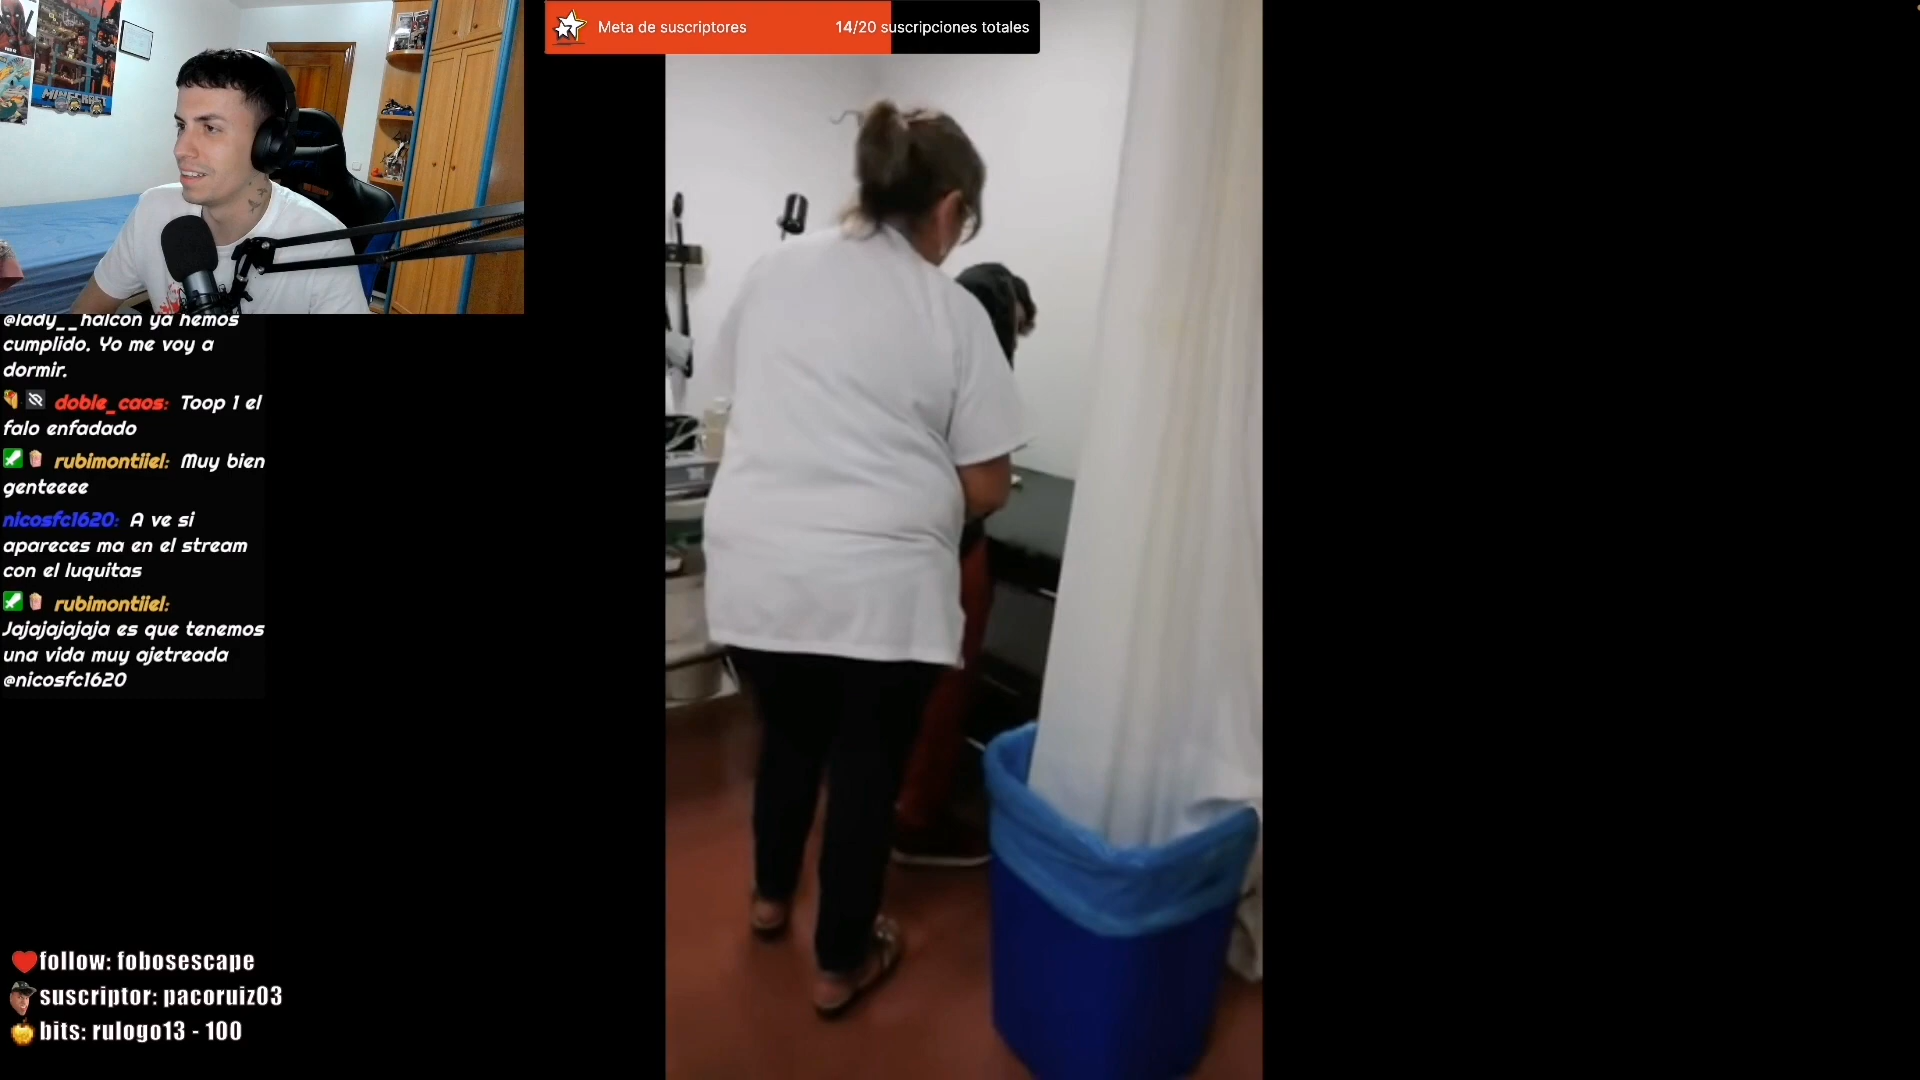 MINECRAFT
Meta de suscriptores
14/20 suscripciones totales
@lady__halcon ya hemos
cumplido. Yo me voy a
dormir.
doble_caos: Toop 1 el
falo enfadado
rubimontiiel: Muy bien
genteeee
nicosfc1620: A ve si
apareces ma en el stream
con el luquitas
rubimontiiel:
Jajajajajaja es que tenemos
una vida muy ajetreada
@nicosfc1620
follow: fobosescape
suscriptor: pacoruiz03
bits: rulogo13 - 100